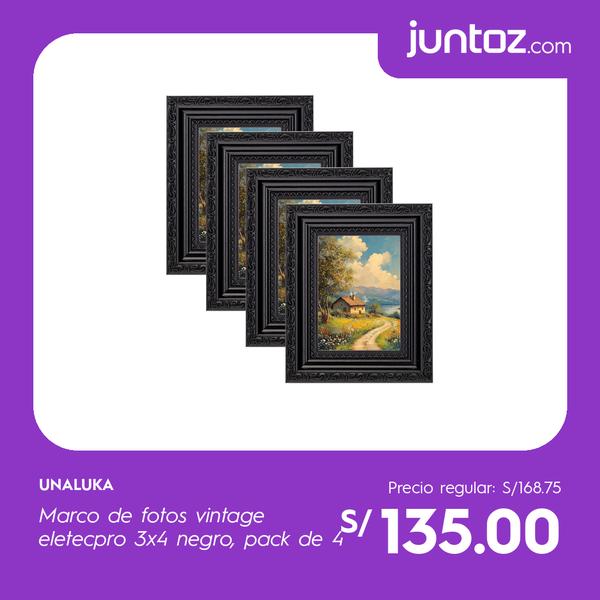 juntoz.com
UNALUKA
Marco de fotos vintage
eletecpro 3x4 negro, pack de 4
Precio regular: S/168.75
S/135.00